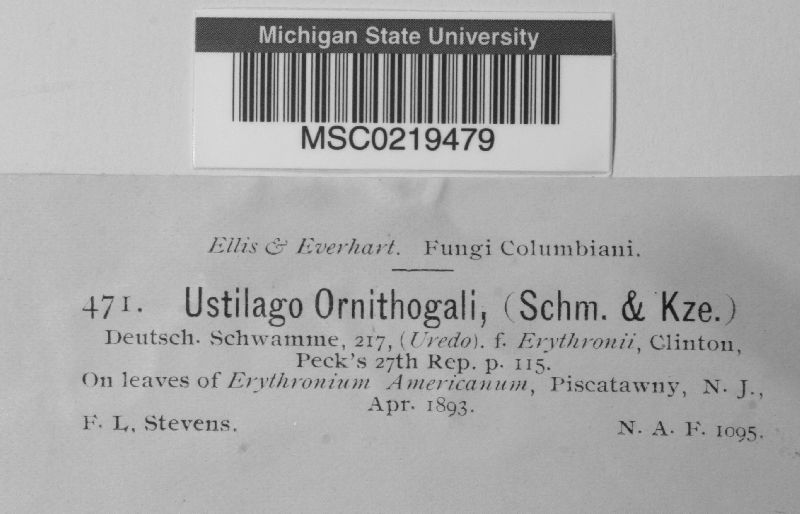 Michigan State University
MSC0219479
Ellis & Everhart. Fungi Columbiani.
471. Ustilago Ornithogali, (Schm. & Kze.)
Deutsch. Schwamme, 217, (Uredo). f. Erythronii, Clinton,
Peck's 27th Rep. p. 115.
On leaves of Erythronium Americanum, Piscatawny, N. J.,
Apr. 1893.
F. L. Stevens.
N. A. F. 1095.